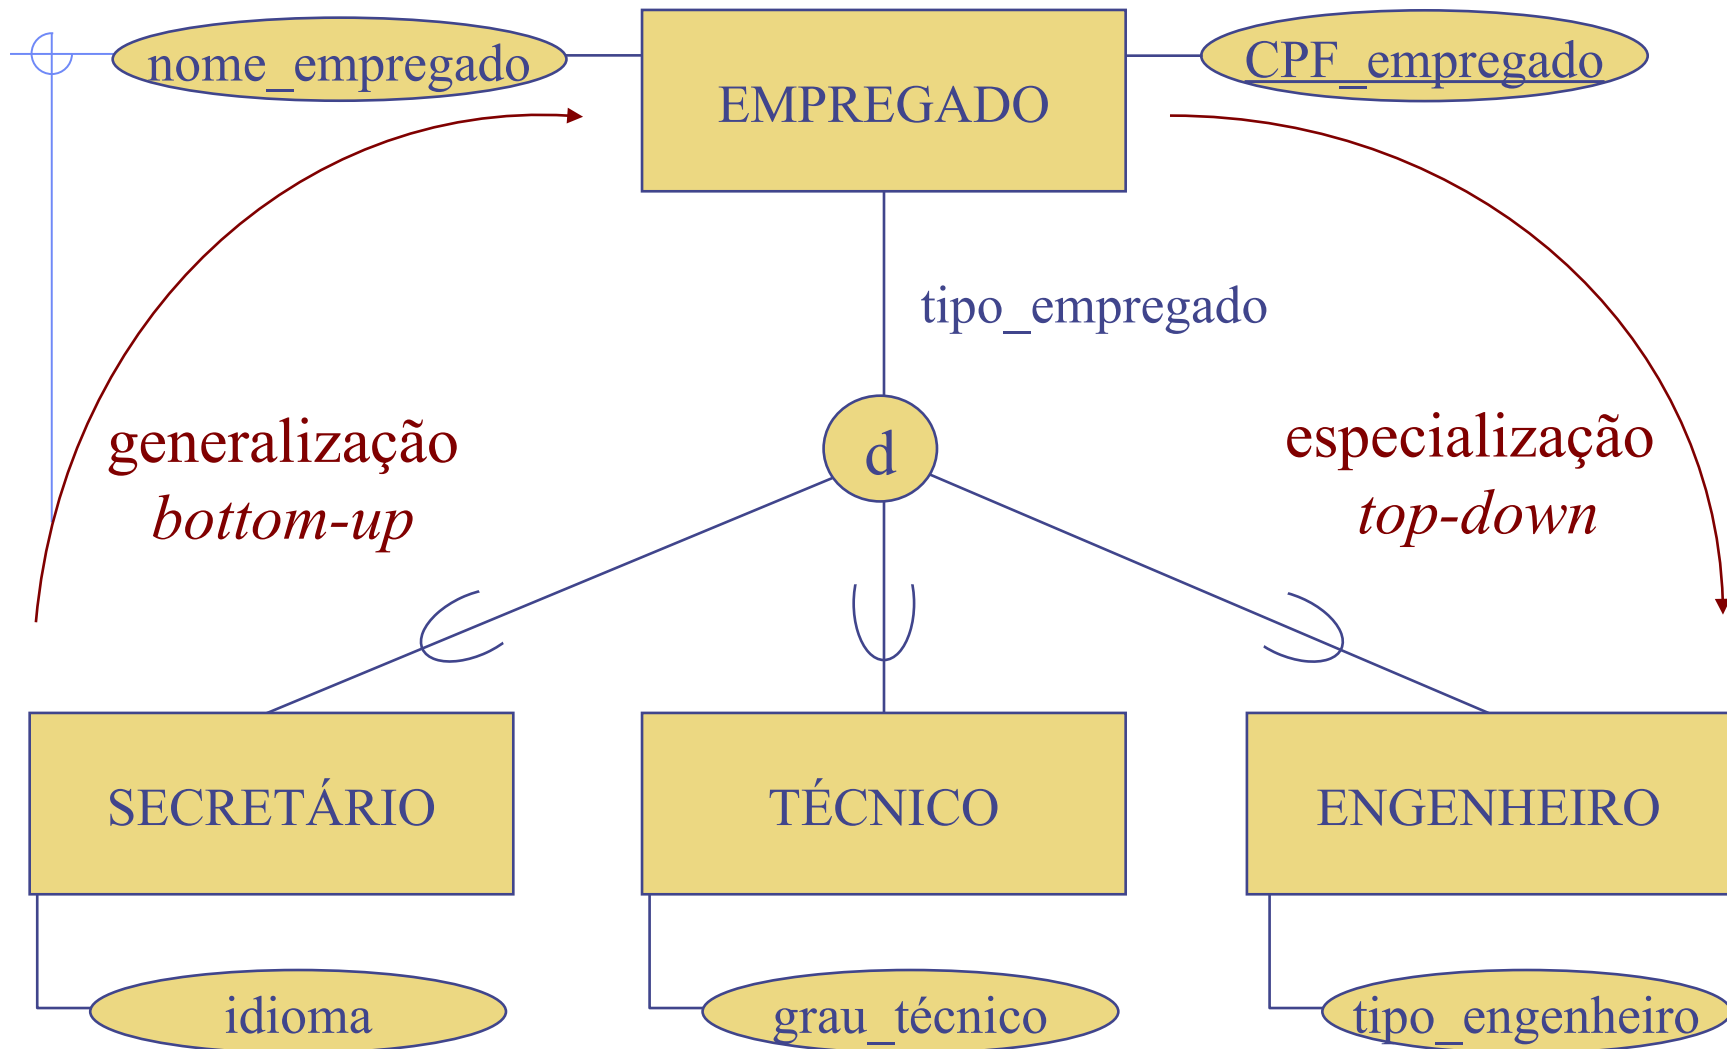 nome_empregado
EMPREGADO
CPF_empregado
tipo_empregado
generalização
bottom-up
d
especialização
top-down
SECRETÁRIO
TÉCNICO
ENGENHEIRO
idioma
grau_técnico
tipo_engenheiro